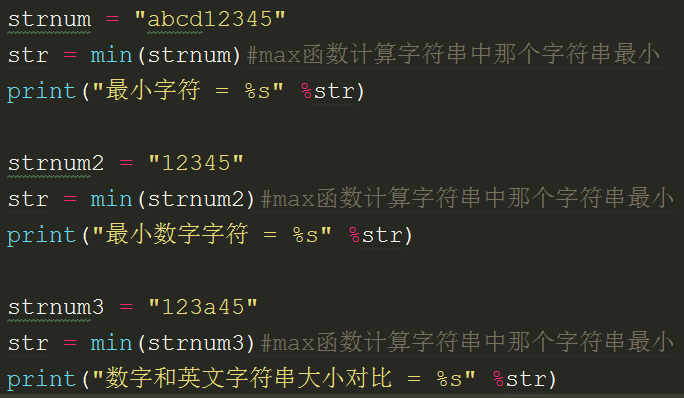 strnum = "abcd12345"
str = min(strnum)#max函数计算字符串中那个字符串最小
print("最小字符 = %s" %str)
strnum2 = "12345"
str = min(strnum2)#max函数计算字符串中那个字符串最小
print("最小数字字符 = %s" %str)
strnum3 = "123a45"
str = min(strnum3)#max函数计算字符串中那个字符串最小
print("数字和英文字符串大小对比 = %s" %str)